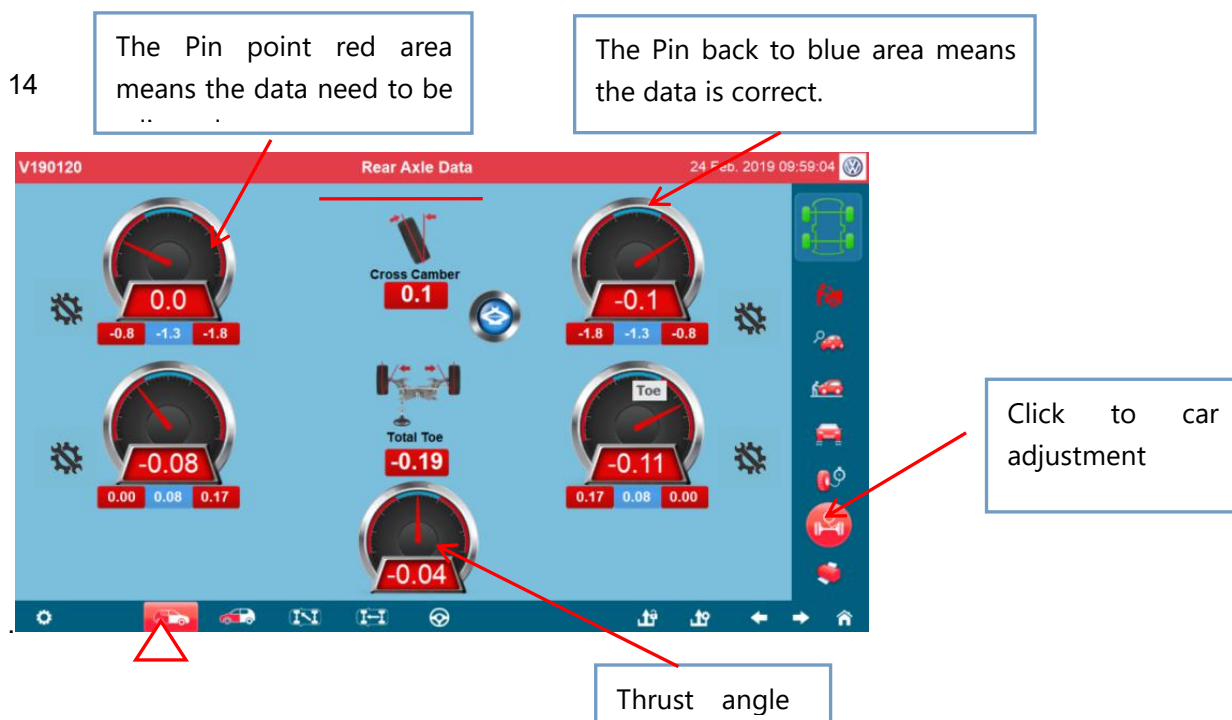 The Pin point red area
means the data need to be
The Pin back to blue area means
the data is correct.
14
V190120
Rear Axle Data
24 Feb. 2019 09:59:04
Cross Camber
0.1
0.0
-0.8 -1.3 -1.8
-0.1
-1.8 -1.3 -0.8
Toe
Total Toe
-0.19
-0.08
0.00 0.08 0.17
-0.11
0.17 0.08 0.00
-0.04
Click to car
adjustment
.
Thrust angle